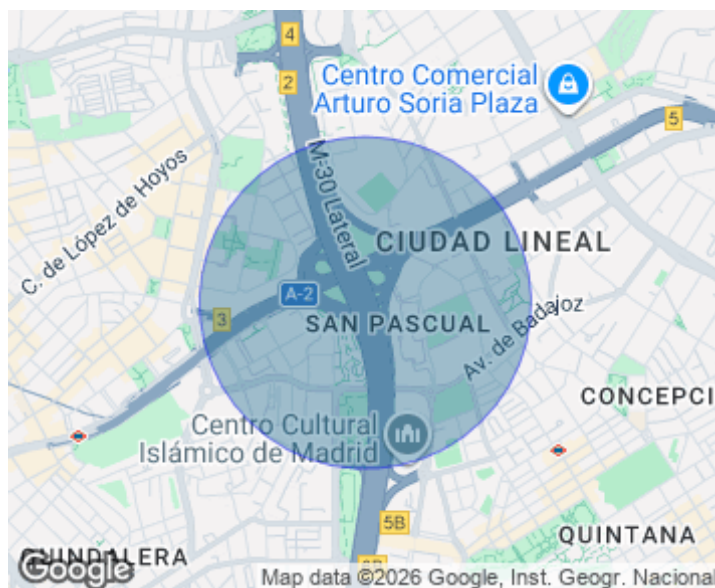 4
2
Centro Comercial
Arturo Soria Plaza
5
C. de López de Hoyos
M-30 Lateral
CIUDAD LINEAL
A-2
3
SAN PASCUAL
Av. de Badajoz
CONCEPCI
Centro Cultural
Islámico de Madrid
5B
QUINTANA
GUINDALERA
Google
Map data ©2026 Google, Inst. Geogr. Nacional